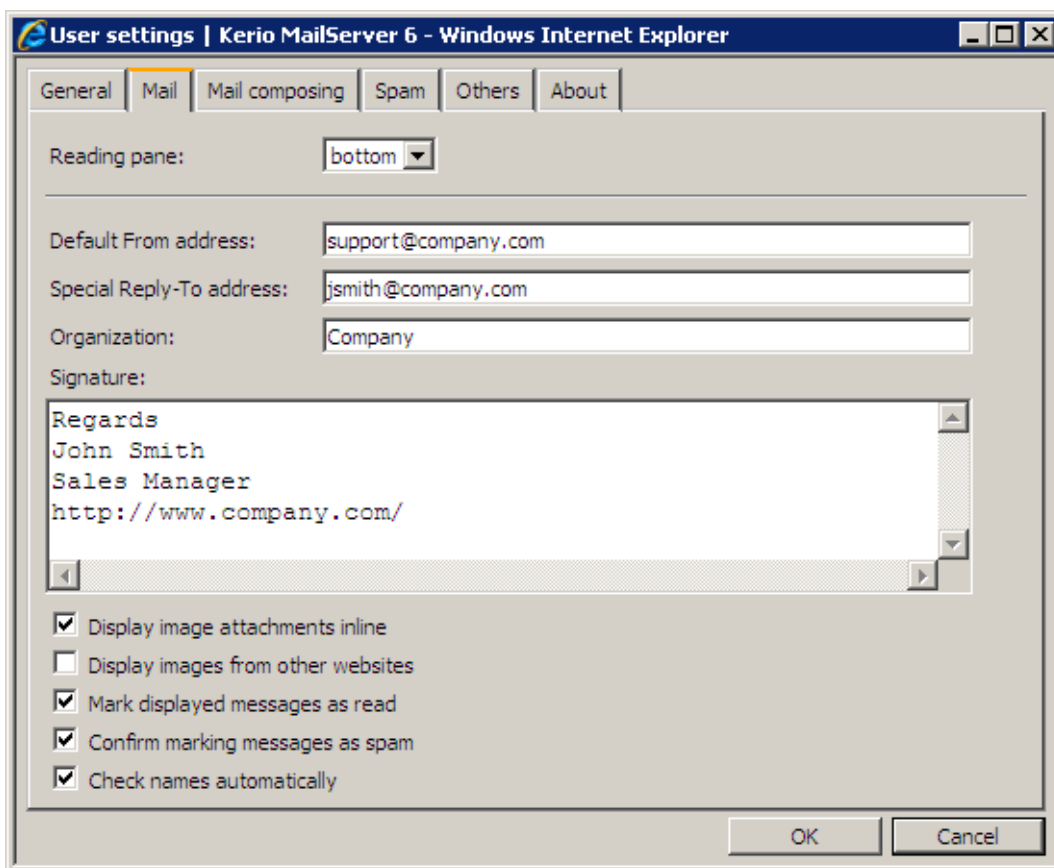 User settings | Kerio MailServer 6 - Windows Internet Explorer
General Mail Mail composing Spam Others About
Reading pane: bottom
Default From address: support@company.com
Special Reply-To address: jsmith@company.com
Organization: Company
Signature:
Regards
John Smith
Sales Manager
http://www.company.com/
Display image attachments inline
Display images from other websites
Mark displayed messages as read
Confirm marking messages as spam
Check names automatically
OK Cancel